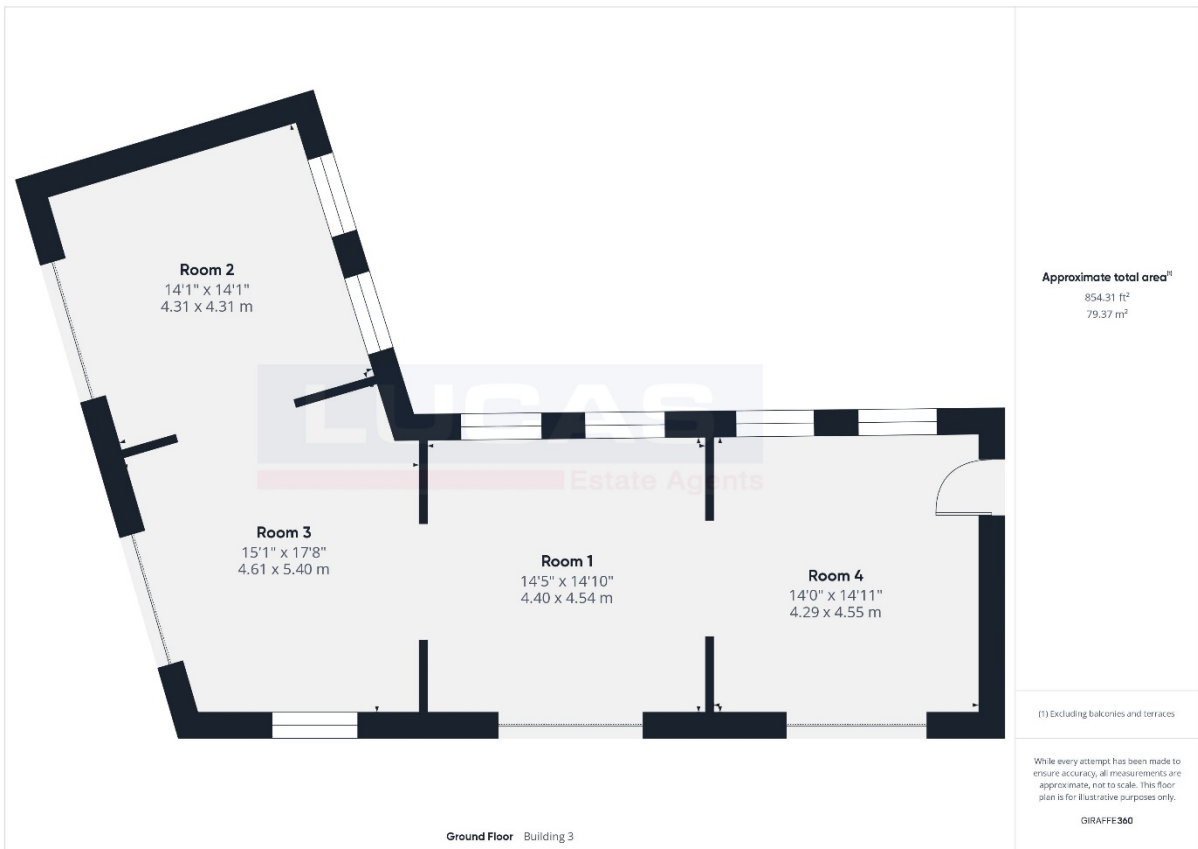 Room 2
14'1" x 14'1"
4.31 x 4.31 m
LUCAS
Estate Agents
Room 3
15'1" x 17'8"
4.61 x 5.40 m
Room 1
14'5" x 14'10"
4.40 x 4.54 m
Room 4
14'0" x 14'11"
4.29 x 4.55 m
Ground Floor Building 3
Approximate total area(1)
854.31 ft²
79.37 m²
(1) Excluding balconies and terraces
While every attempt has been made to
ensure accuracy, all measurements are
approximate, not to scale. This floor
plan is for illustrative purposes only.
GIRAFFE360